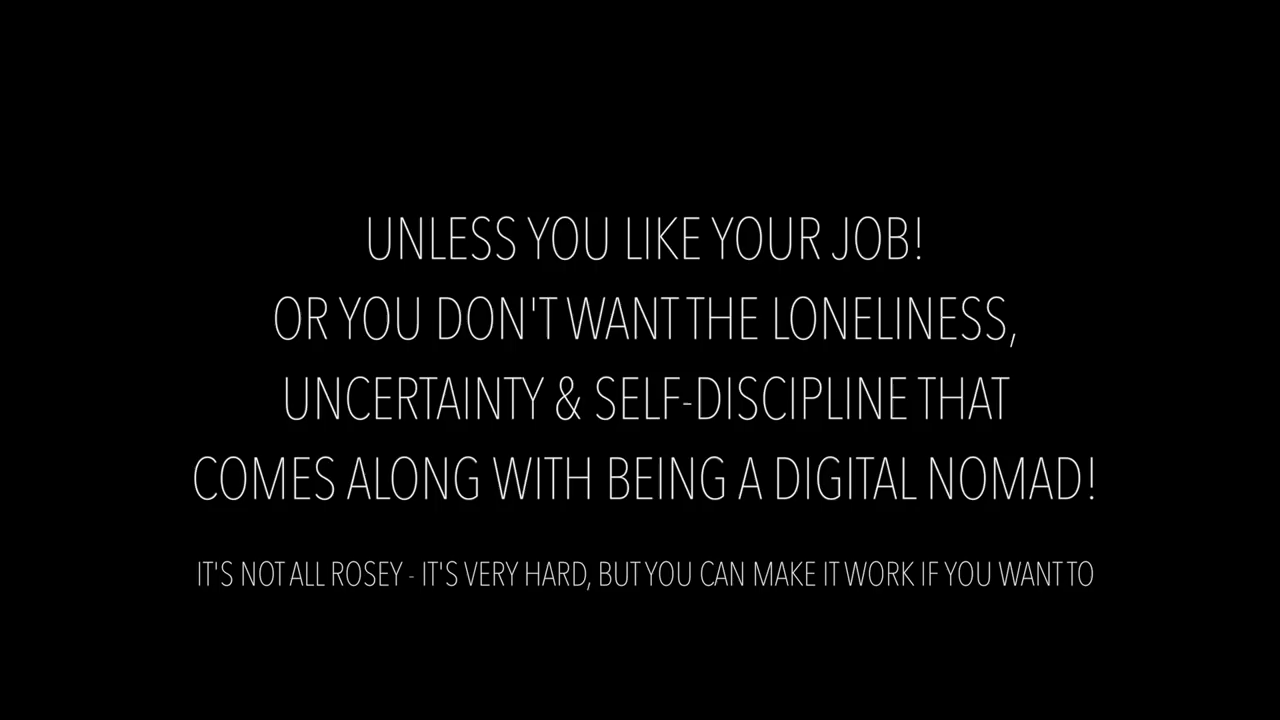 UNLESS YOU LIKE YOUR JOB!
OR YOU DON'T WANT THE LONELINESS,
UNCERTAINTY & SELF-DISCIPLINE THAT
COMES ALONG WITH BEING A DIGITAL NOMAD!
IT'S NOT ALL ROSEY - IT'S VERY HARD, BUT YOU CAN MAKE IT WORK IF YOU WANT TO